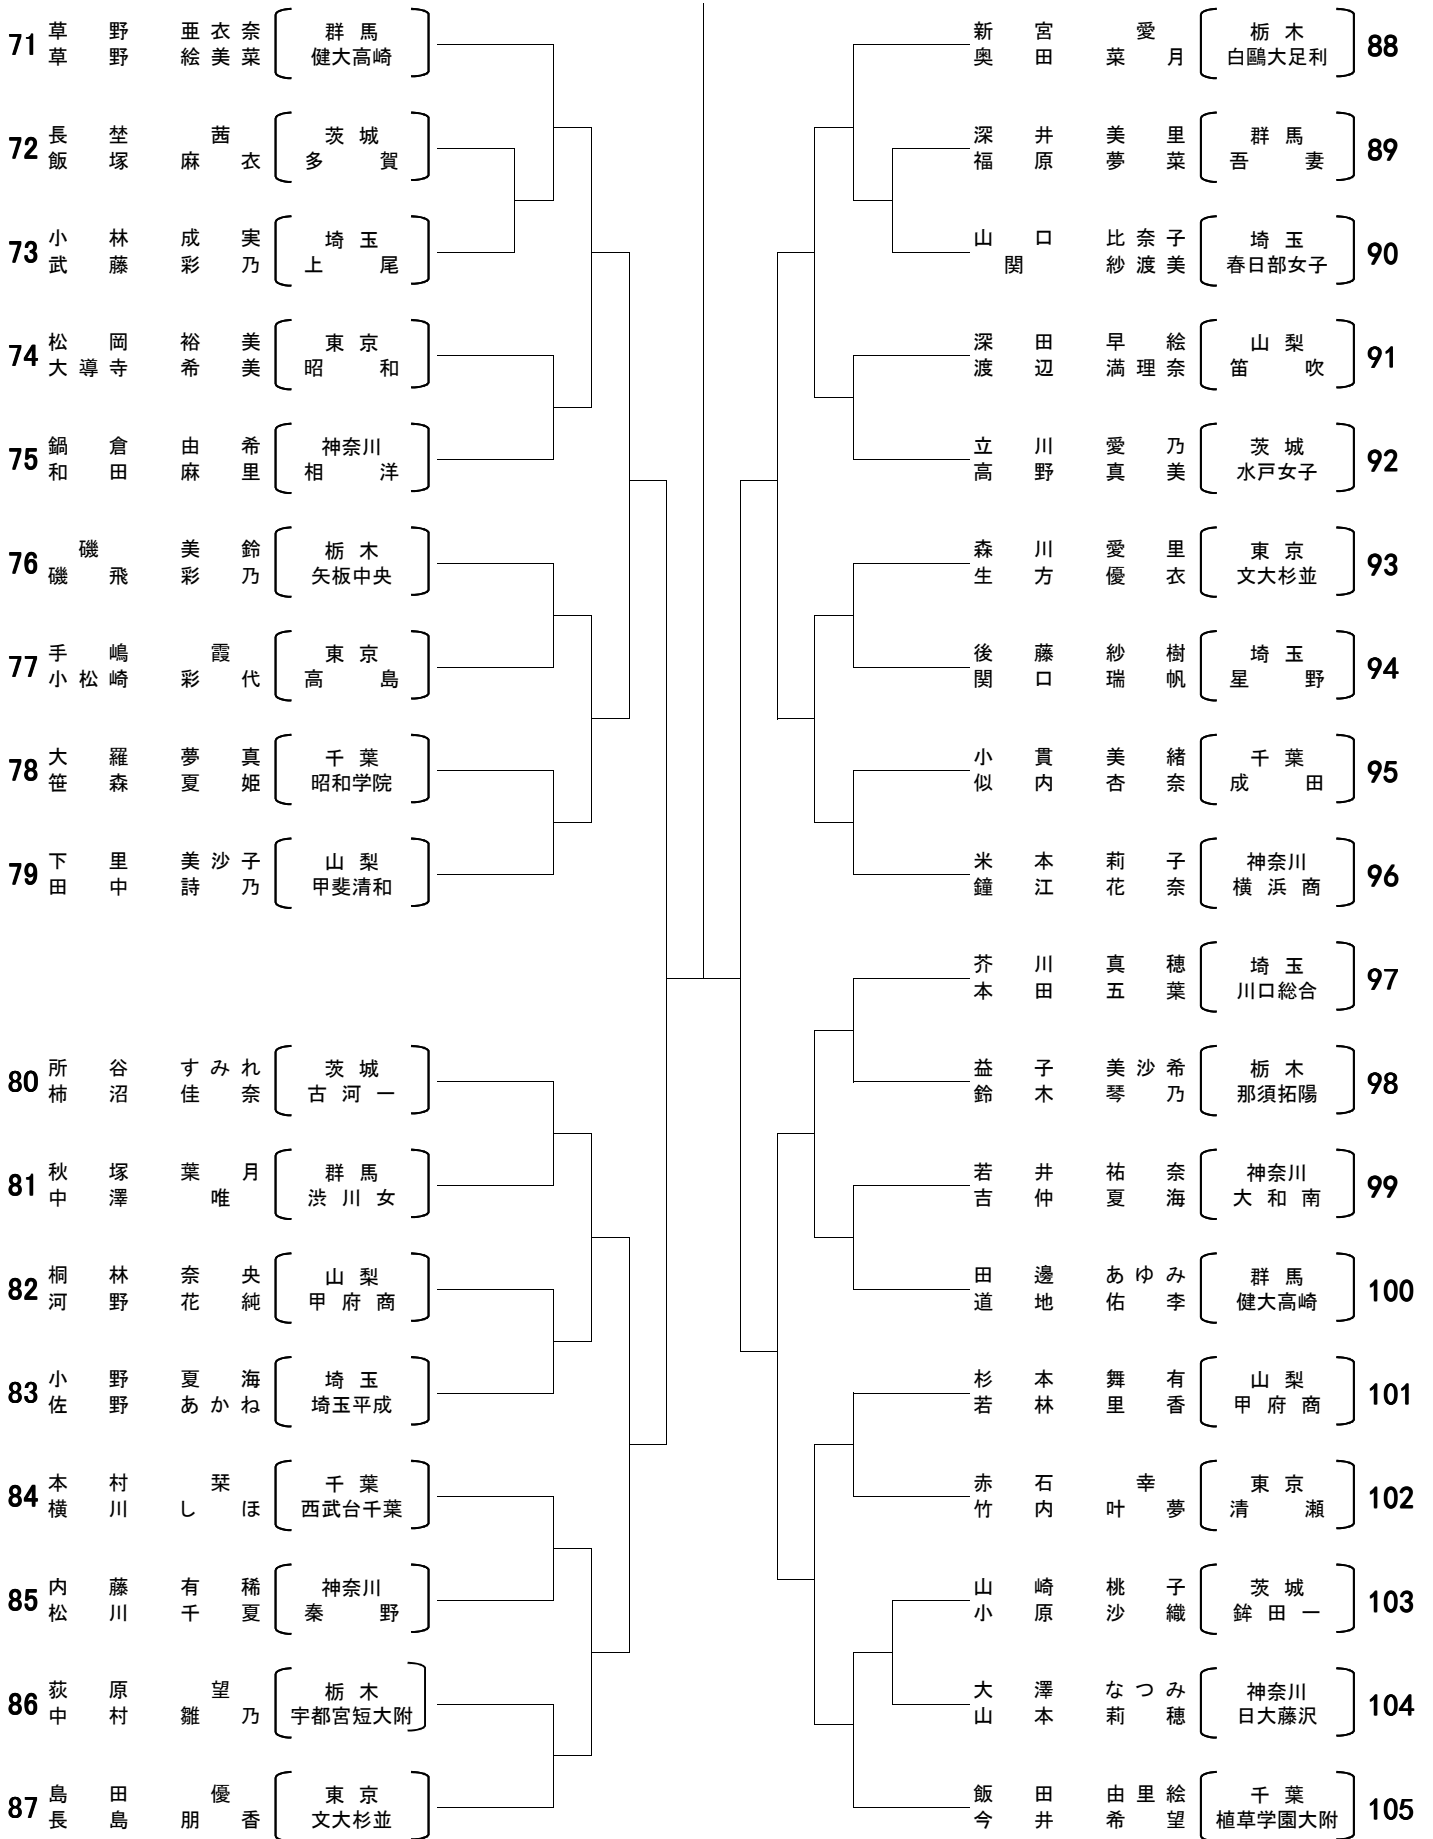 71 草野 亜衣奈 群馬
草野 絵美菜 健大高崎
72 長埜 茜 茨城
飯塚 麻衣 多賀
73 小林 成実 埼玉
武藤 彩乃 上尾
74 松岡 裕美 東京
大導寺 希美 昭和
75 鍋倉 由希 神奈川
和田 麻里 相洋
76 磯 美鈴 栃木
磯飛 彩乃 矢板中央
77 手嶋 霞 東京
小松崎 彩代 高島
78 大羅 夢真 千葉
笹森 夏姫 昭和学院
79 下里 美沙子 山梨
田中 詩乃 甲斐清和
80 所谷 すみれ 茨城
柿沼 佳奈 古河一
81 秋塚 葉月 群馬
中澤 唯 渋川女
82 桐林 奈央 山梨
河野 花純 甲府商
83 小野 夏海 埼玉
佐野 あかね 埼玉平成
84 本村 栞 千葉
横川 しほ 西武台千葉
85 内藤 有稀 神奈川
松川 千夏 秦野
86 荻原 望 栃木
中村 雛乃 宇都宮短大附
87 島田 優 東京
長島 朋香 文大杉並
新宮 愛 栃木 88
奥田 菜月 白鷗大足利
深井 美里 群馬 89
福原 夢菜 吾妻
山口 比奈子 埼玉 90
関 紗渡美 春日部女子
深田 早絵 山梨 91
渡辺 満理奈 笛吹
立川 愛乃 茨城 92
高野 真美 水戸女子
森川 愛里 東京 93
生方 優衣 文大杉並
後藤 紗樹 埼玉 94
関口 瑞帆 星野
小貫 美緒 千葉 95
似内 杏奈 成田
米本 莉子 神奈川 96
鐘江 花奈 横浜商
芥川 真穂 埼玉 97
本田 五葉 川口総合
益子 美沙希 栃木 98
鈴木 琴乃 那須拓陽
若井 祐奈 神奈川 99
吉仲 夏海 大和南
田邊 あゆみ 群馬 100
道地 佑李 健大高崎
杉本 舞有 山梨 101
若林 里香 甲府商
赤石 幸 東京 102
竹内 叶夢 清瀬
山崎 桃子 茨城 103
小原 沙織 鉾田一
大澤 なつみ 神奈川 104
山本 莉穂 日大藤沢
飯田 由里絵 千葉 105
今井 希望 植草学園大附